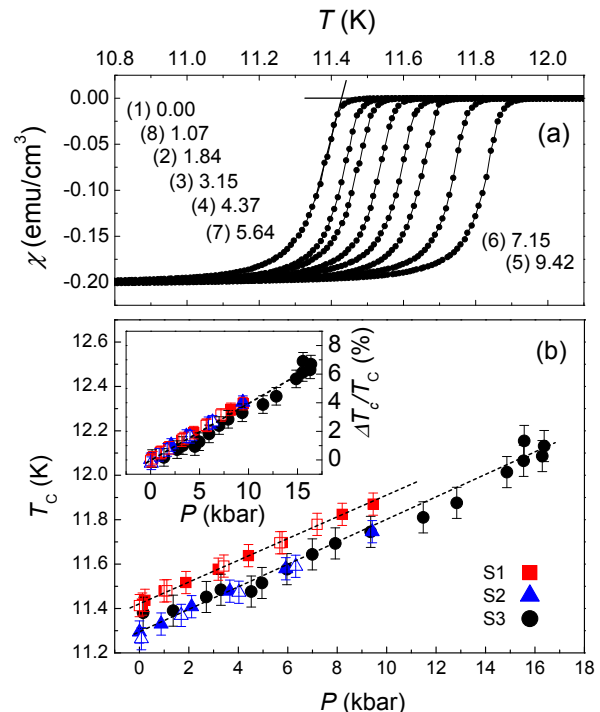 T (K)
10.8 11.0 11.2 11.4 11.6 11.8 12.0
0.00
-0.05
-0.10
-0.15
-0.20
χ (emu/cm³)
(a)
(1) 0.00
(8) 1.07
(2) 1.84
(3) 3.15
(4) 4.37
(7) 5.64
(6) 7.15
(5) 9.42
(b)
12.6
12.4
12.2
12.0
11.8
11.6
11.4
11.2
T_C (K)
8
6
4
2
0
ΔT_c/T_C (%)
0 5 10 15
P (kbar)
S1
S2
S3
0 2 4 6 8 10 12 14 16 18
P (kbar)